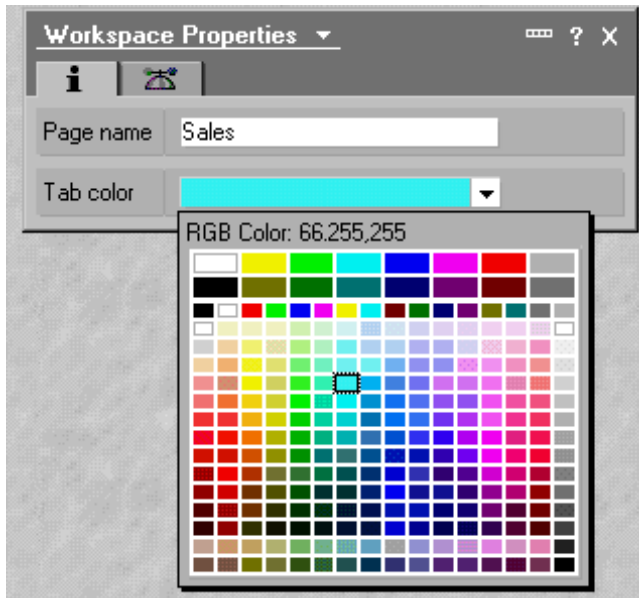 Workspace Properties
? X
i
Page name Sales
Tab color
RGB Color: 66.255,255